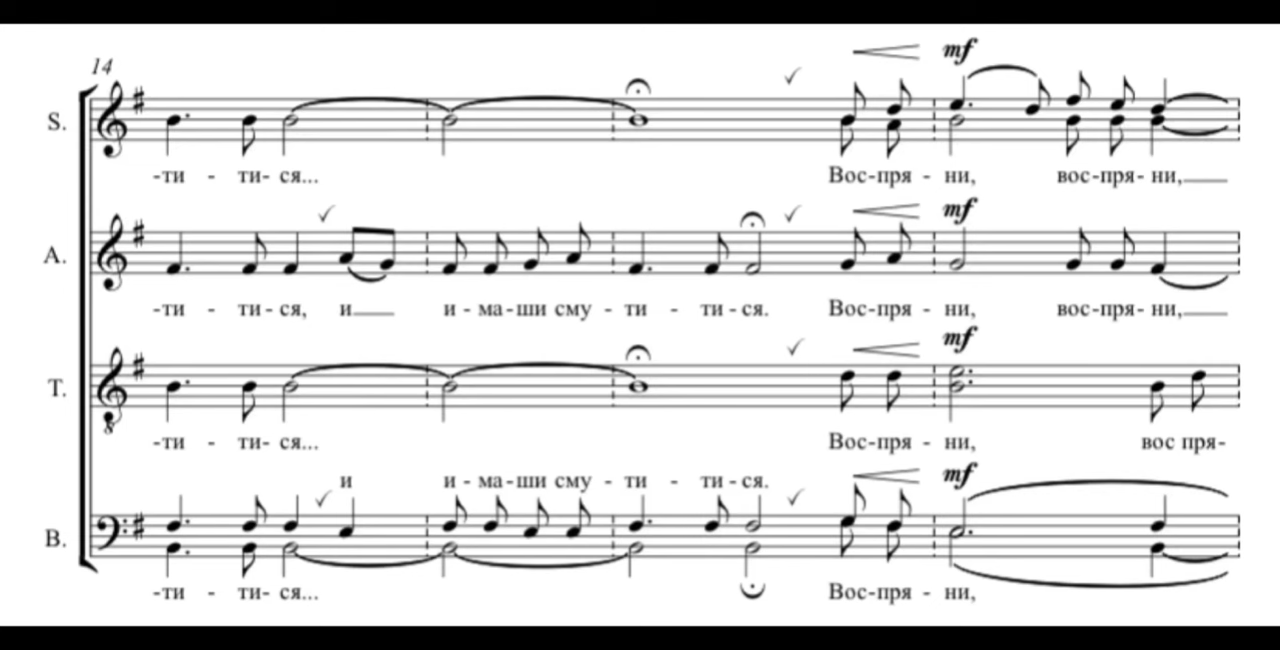 14
mf
S.
-ти - ти- ся... Вос-пря - ни, вос-пря- ни,
mf
A.
-ти - ти - ся, и и - ма - ши сму - ти - ти - ся. Вос-пря - ни, вос-пря- ни,
mf
T.
8
-ти - ти- ся... Вос-пря - ни, вос пря-
и и - ма - ши сму - ти - ти - ся. mf
B.
-ти - ти- ся... Вос-пря - ни,